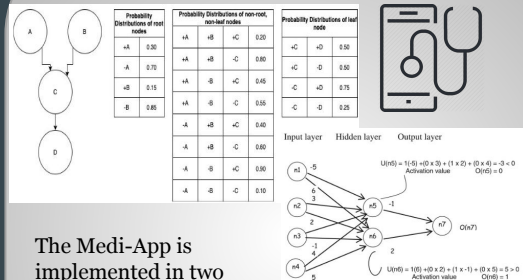 A
B
C
D
Probability
Distributions of root
nodes
+A 0.30
-A 0.70
+B 0.15
-B 0.85
Probability Distributions of non-root,
non-leaf nodes
+A +B +C 0.20
+A +B -C 0.80
+A -B +C 0.45
+A -B -C 0.55
-A +B +C 0.40
-A +B -C 0.60
-A -B +C 0.90
-A -B -C 0.10
Probability Distributions of leaf
node
+C +D 0.50
+C -D 0.50
-C +D 0.75
-C -D 0.25
Input layer Hidden layer Output layer
U(n5) = 1(-5) +(0 x 3) + (1 x 2) + (0 x 4) = -3 < 0
Activation value O(n5) = 0
n1 -5
6
n2 3
2
n3 -1
4
n4 5
n5 -1
n6 2
n7 O(n7)
U(n6) = 1(6) +(0 x 2) + (1 x -1) + (0 x 5) = 5 > 0
Activation value O(n6) = 1
The Medi-App is
implemented in two